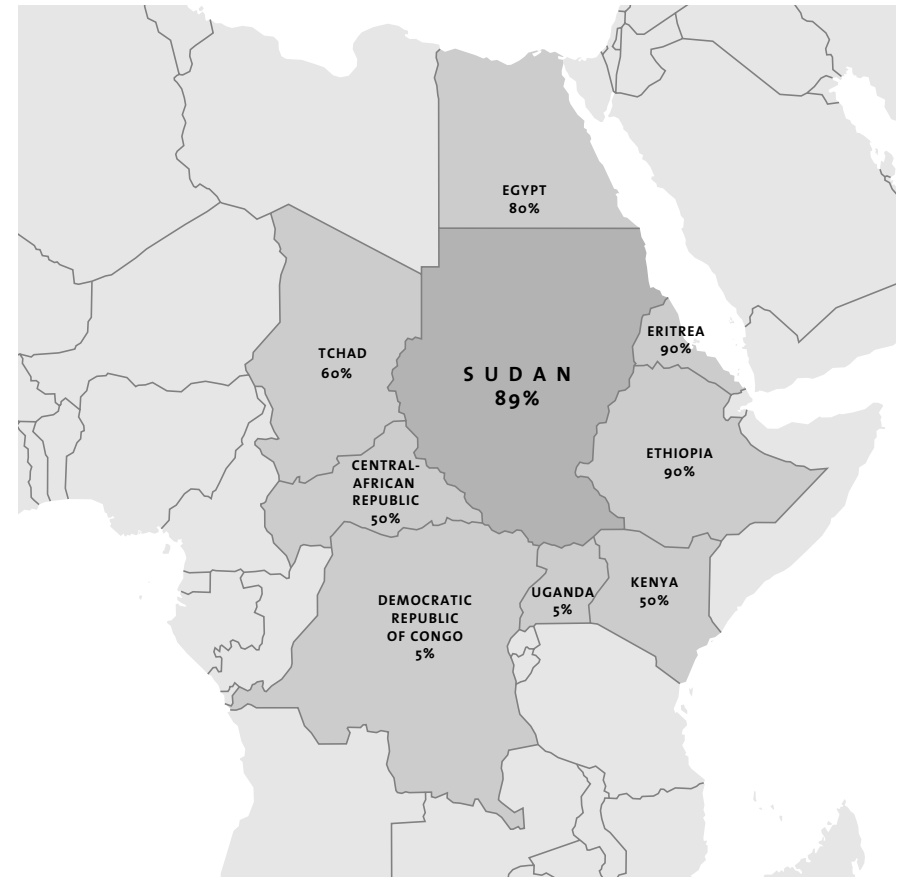 EGYPT
80%
ERITREA
90%
TCHAD
60%
SUDAN
89%
ETHIOPIA
90%
CENTRAL-
AFRICAN
REPUBLIC
50%
UGANDA
5%
KENYA
50%
DEMOCRATIC
REPUBLIC
OF CONGO
5%